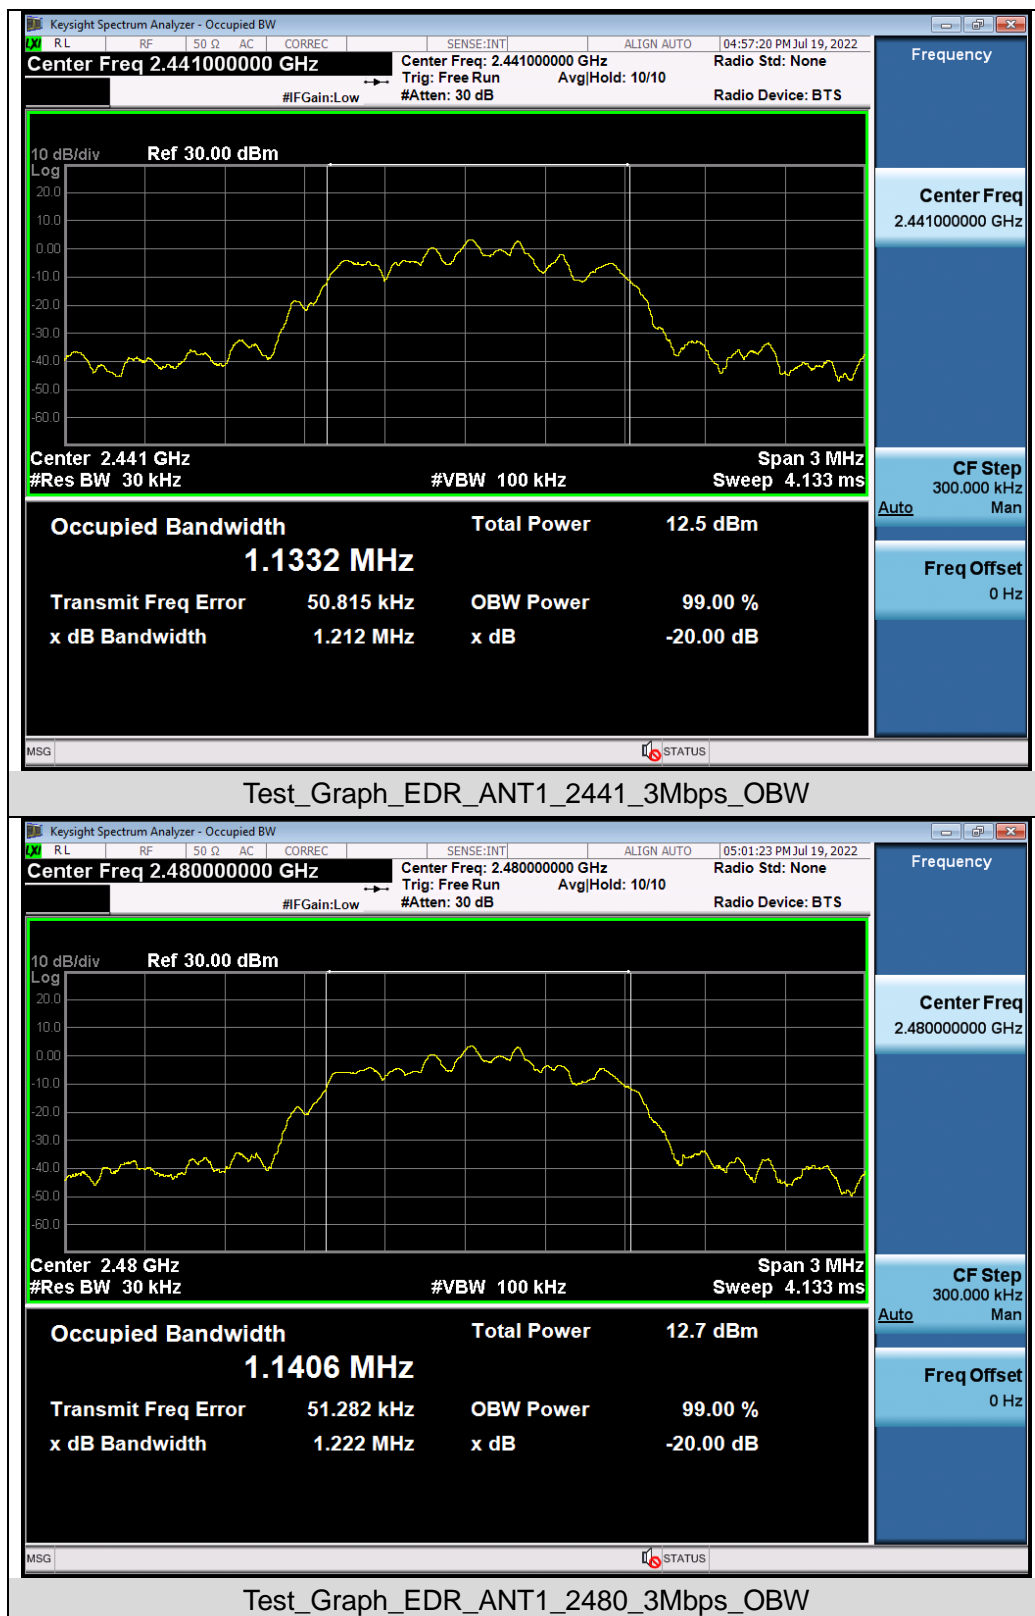 Keysight Spectrum Analyzer - Occupied BW
LXI RL RF 50 Ω AC CORREC SENSE:INT ALIGN AUTO 04:57:20 PM Jul 19, 2022
Center Freq 2.441000000 GHz
Center Freq: 2.441000000 GHz
Radio Std: None
Trig: Free Run Avg|Hold: 10/10
#IFGain:Low
#Atten: 30 dB
Radio Device: BTS
10 dB/div Ref 30.00 dBm
Log
20.0
10.0
0.00
-10.0
-20.0
-30.0
-40.0
-50.0
-60.0
Center 2.441 GHz Span 3 MHz
#Res BW 30 kHz #VBW 100 kHz Sweep 4.133 ms
Occupied Bandwidth Total Power 12.5 dBm
1.1332 MHz
Transmit Freq Error 50.815 kHz OBW Power 99.00 %
x dB Bandwidth 1.212 MHz x dB -20.00 dB
MSG STATUS
Frequency
Center Freq
2.441000000 GHz
CF Step
300.000 kHz
Auto Man
Freq Offset
0 Hz
Test_Graph_EDR_ANT1_2441_3Mbps_OBW
Keysight Spectrum Analyzer - Occupied BW
LXI RL RF 50 Ω AC CORREC SENSE:INT ALIGN AUTO 05:01:23 PM Jul 19, 2022
Center Freq 2.480000000 GHz
Center Freq: 2.480000000 GHz
Radio Std: None
Trig: Free Run Avg|Hold: 10/10
#IFGain:Low
#Atten: 30 dB
Radio Device: BTS
10 dB/div Ref 30.00 dBm
Log
20.0
10.0
0.00
-10.0
-20.0
-30.0
-40.0
-50.0
-60.0
Center 2.48 GHz Span 3 MHz
#Res BW 30 kHz #VBW 100 kHz Sweep 4.133 ms
Occupied Bandwidth Total Power 12.7 dBm
1.1406 MHz
Transmit Freq Error 51.282 kHz OBW Power 99.00 %
x dB Bandwidth 1.222 MHz x dB -20.00 dB
MSG STATUS
Frequency
Center Freq
2.480000000 GHz
CF Step
300.000 kHz
Auto Man
Freq Offset
0 Hz
Test_Graph_EDR_ANT1_2480_3Mbps_OBW